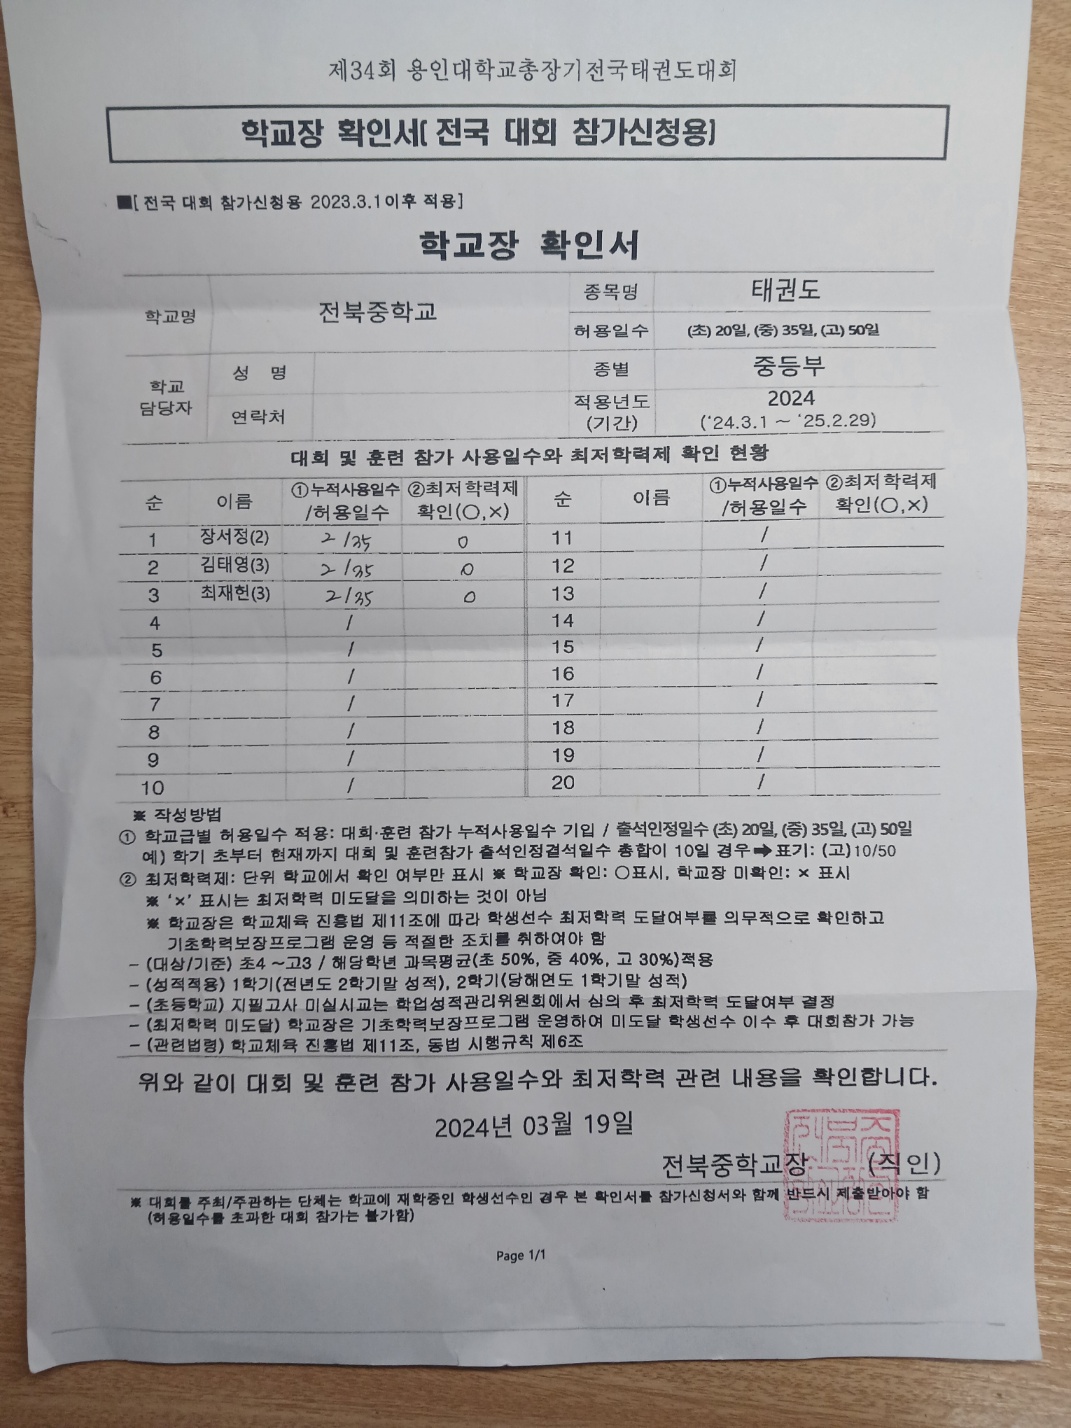 제34회 용인대학교총장기전국태권도대회
학교장 확인서( 전국 대회 참가신청용)
■[ 전국 대회 참가신청용 2023.3.1이후 적용]
학교장 확인서
학교명 전북중학교 종목명 태권도
허용일수 (초) 20일, (중) 35일, (고) 50일
학교 담당자 성 명 종별 중등부
연락처 적용년도 (기간) 2024 (‘24.3.1 ~ ‘25.2.29)
대회 및 훈련 참가 사용일수와 최저학력제 확인 현황
순 이름 ①누적사용일수 /허용일수 ②최저학력제 확인(○,×) 순 이름 ①누적사용일수 /허용일수 ②최저학력제 확인(○,×)
1 장서정(2) 2/35 0 11 /
2 김태영(3) 2/35 0 12 /
3 최재헌(3) 2/35 0 13 /
4 / 14 /
5 / 15 /
6 / 16 /
7 / 17 /
8 / 18 /
9 / 19 /
10 / 20 /
※ 작성방법
① 학교급별 허용일수 적용: 대회·훈련 참가 누적사용일수 기입 / 출석인정일수 (초) 20일, (중) 35일, (고) 50일
예) 학기 초부터 현재까지 대회 및 훈련참가 출석인정결석일수 총합이 10일 경우➡표기: (고)10/50
② 최저학력제: 단위 학교에서 확인 여부만 표시 ※ 학교장 확인: ○표시, 학교장 미확인: × 표시
※ ‘×’ 표시는 최저학력 미도달을 의미하는 것이 아님
※ 학교장은 학교체육 진흥법 제11조에 따라 학생선수 최저학력 도달여부를 의무적으로 확인하고
기초학력보장프로그램 운영 등 적절한 조치를 취하여야 함
– (대상/기준) 초4 ~고3 / 해당학년 과목평균(초 50%, 중 40%, 고 30%)적용
– (성적적용) 1학기(전년도 2학기말 성적), 2학기(당해연도 1학기말 성적)
– (초등학교) 지필고사 미실시교는 학업성적관리위원회에서 심의 후 최저학력 도달여부 결정
– (최저학력 미도달) 학교장은 기초학력보장프로그램 운영하여 미도달 학생선수 이수 후 대회참가 가능
– (관련법령) 학교체육 진흥법 제11조, 동법 시행규칙 제6조
위와 같이 대회 및 훈련 참가 사용일수와 최저학력 관련 내용을 확인합니다.
2024년 03월 19일
전북중학교장 (직인)
※ 대회를 주최/주관하는 단체는 학교에 재학중인 학생선수인 경우 본 확인서를 참가신청서와 함께 반드시 제출받아야 함
(허용일수를 초과한 대회 참가는 불가함)
Page 1/1